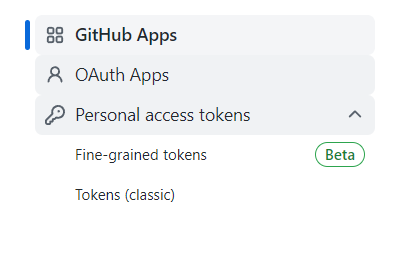 GitHub Apps
OAuth Apps
Personal access tokens
Fine-grained tokens Beta
Tokens (classic)